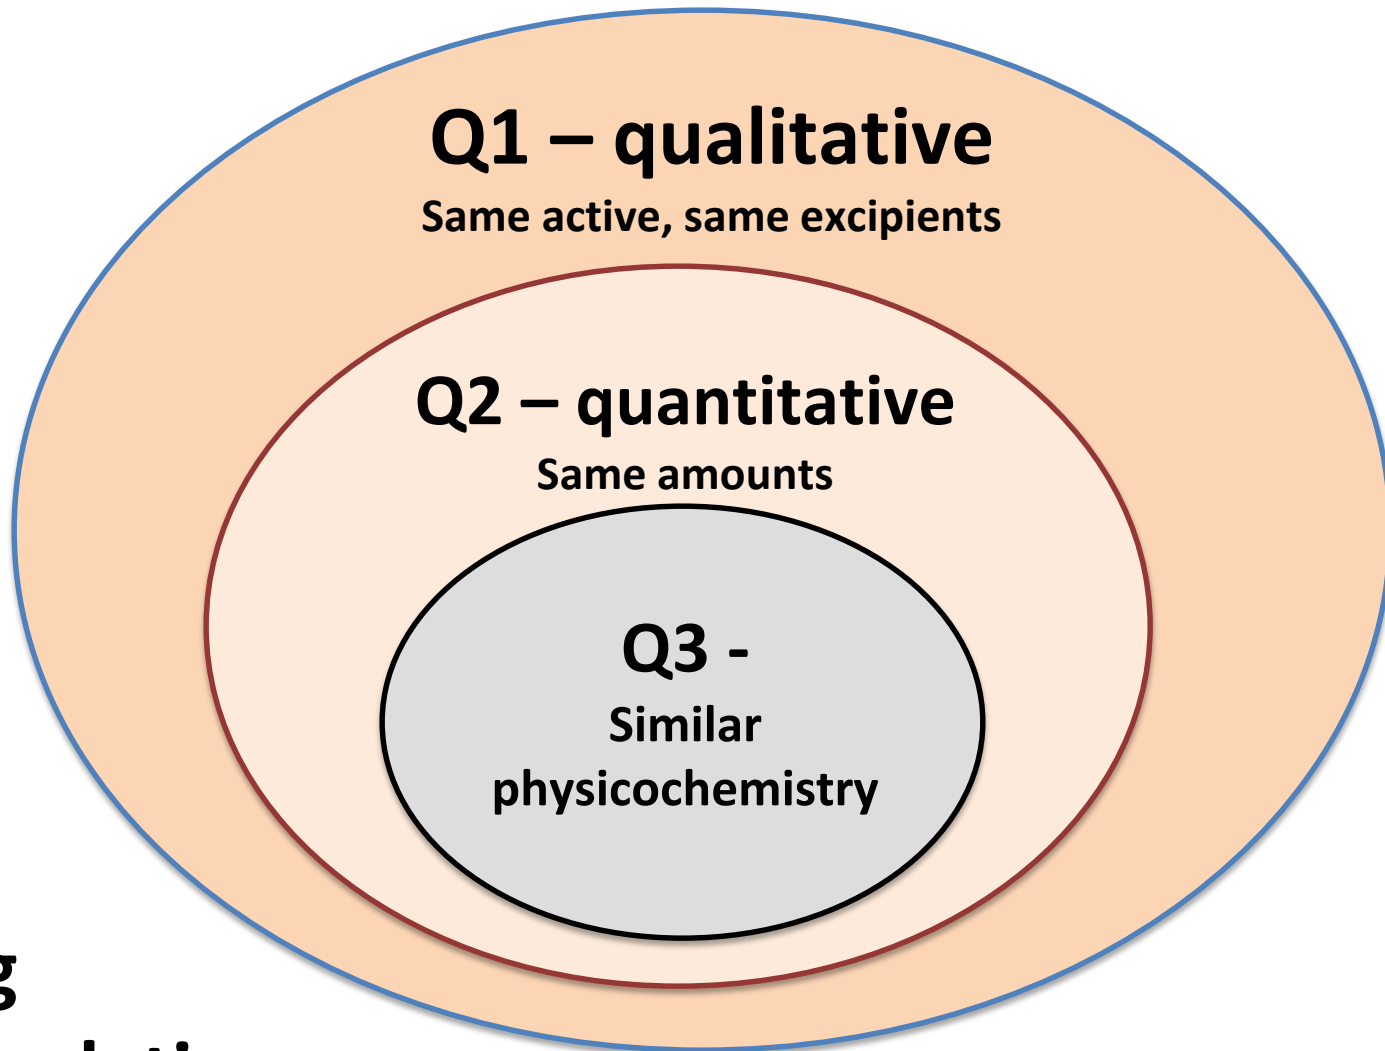 Q1 – qualitative
Same active, same excipients
Q2 – quantitative
Same amounts
Q3 -
Similar
physicochemistry
g